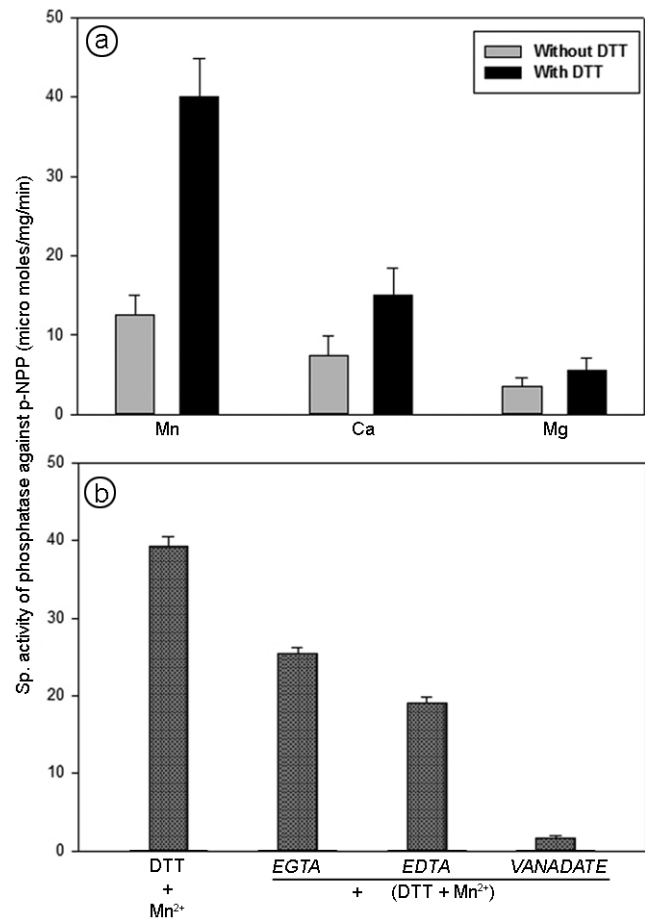 Sp. activity of phosphatase against p-NPP (micro moles/mg/min)
a
50
40
30
20
10
0
Without DTT
With DTT
Mn Ca Mg
b
50
40
30
20
10
0
DTT EGTA EDTA VANADATE
+ + (DTT + Mn²⁺)
Mn²⁺